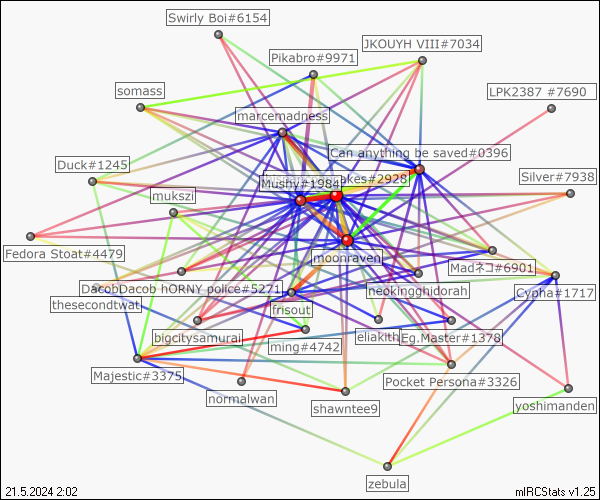 Swirly Boi#6154
JKOUYH VIII#7034
Pikabro#9971
somass
LPK2387 #7690
marcemadness
Can anything be saved#0396
Duck#1245
Silver#7938
Mushy#1984
akes#2928
mukszi
Fedora Stoat#4479
moonraven
Madネコ#6901
DacobDacob hORNY police#5271
neokingghidorah
Cypha#1717
thesecondtwat
frisout
bigcitysamurai
eliakith
Eg.Master#1378
ming#4742
Majestic#3375
Pocket Persona#3326
normalwan
shawntee9
yoshimanden
zebula
21.5.2024 2:02
mIRCStats v1.25